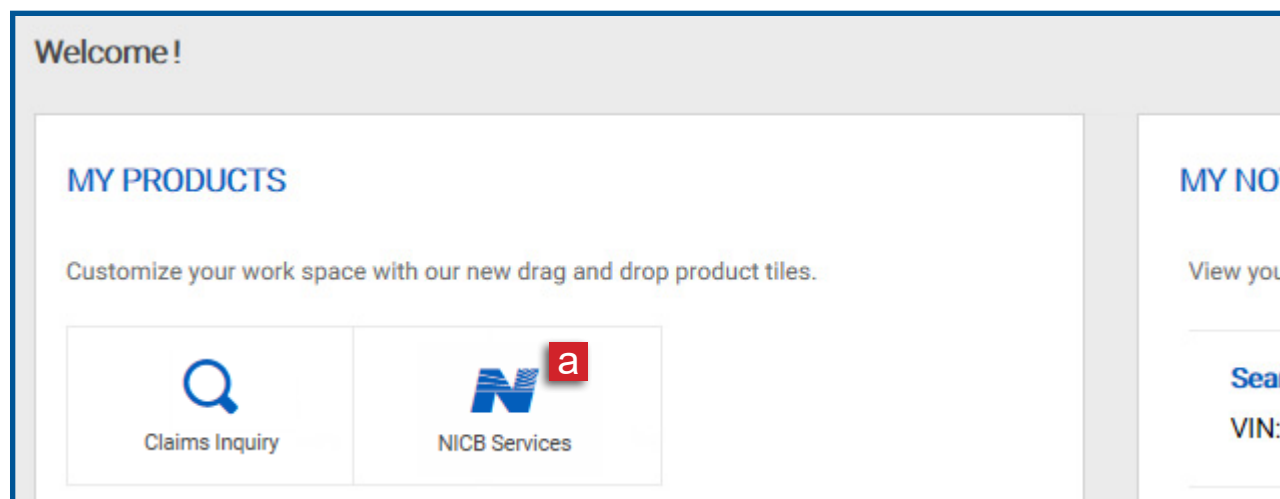 Welcome!
MY PRODUCTS
Customize your work space with our new drag and drop product tiles.
a
Claims Inquiry
NICB Services
MY NO
View you
Sear
VIN: